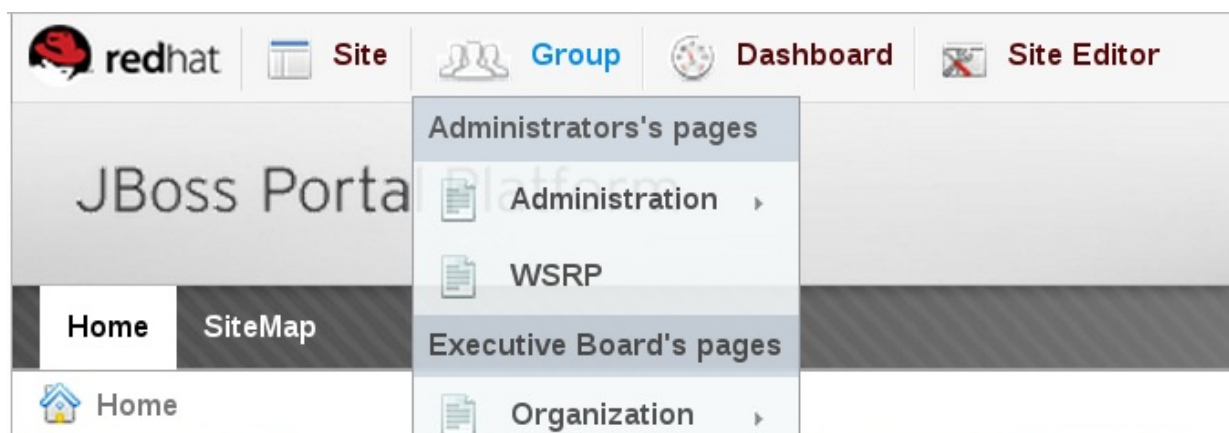 redhat Site Group Dashboard Site Editor
Administrators's pages
JBoss Portal Platform
Administration
WSRP
Home SiteMap
Executive Board's pages
Home
Organization